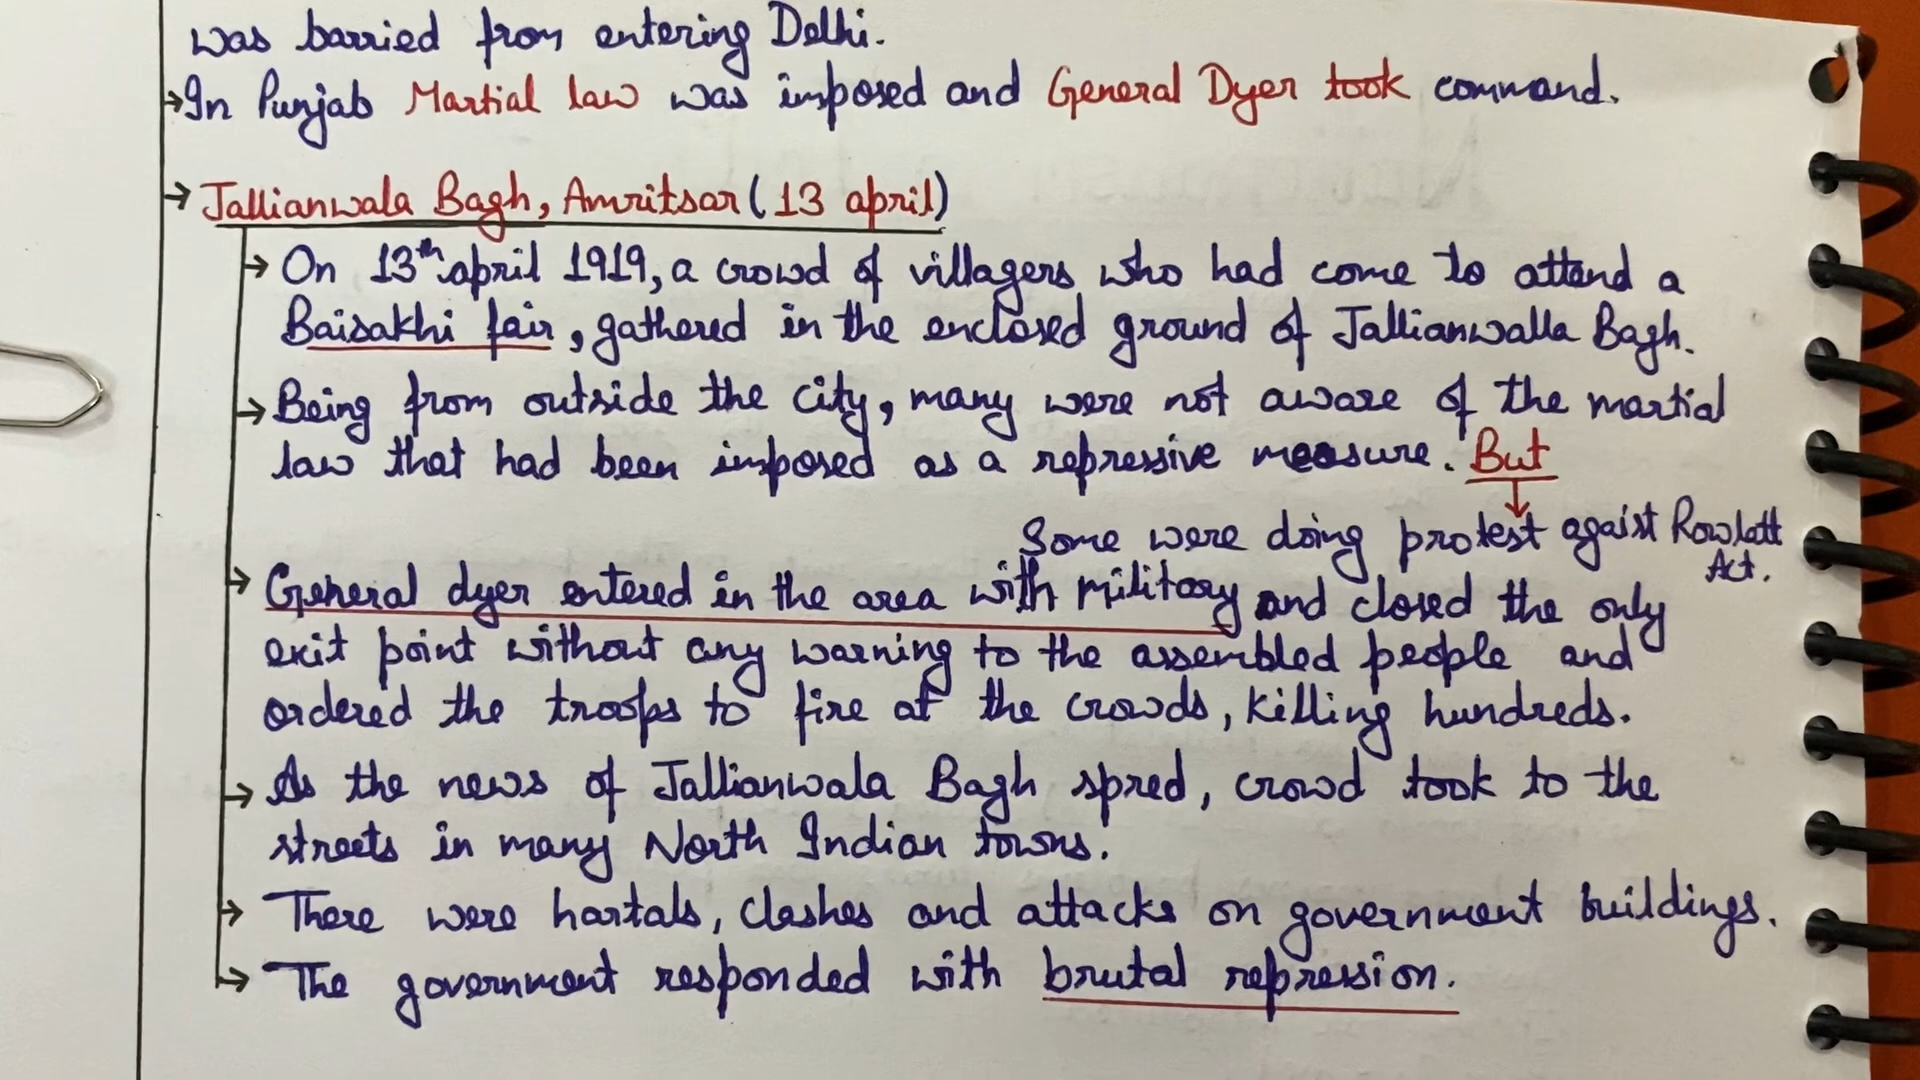 was barried from entering Delhi.
→In Punjab Martial law was imposed and General Dyer took command.
→ Jallianwala Bagh, Amritsar (13 april)
→ On 13th april 1919, a crowd of villagers who had come to attend a
Baisakhi fair, gathered in the enclosed ground of Jallianwalla Bagh.
→ Being from outside the city, many were not aware of the martial
law that had been imposed as a repressive measure. But
↓
Some were doing protest agaist Rowlatt
Act.
→ General dyer entered in the area with military and closed the only
exit point without any warning to the assembled people and
ordered the troops to fire at the crowds, killing hundreds.
→ As the news of Jallianwala Bagh spred, crowd took to the
streets in many North Indian towns.
→ There were hartals, clashes and attacks on government buildings.
→ The government responded with brutal repression.